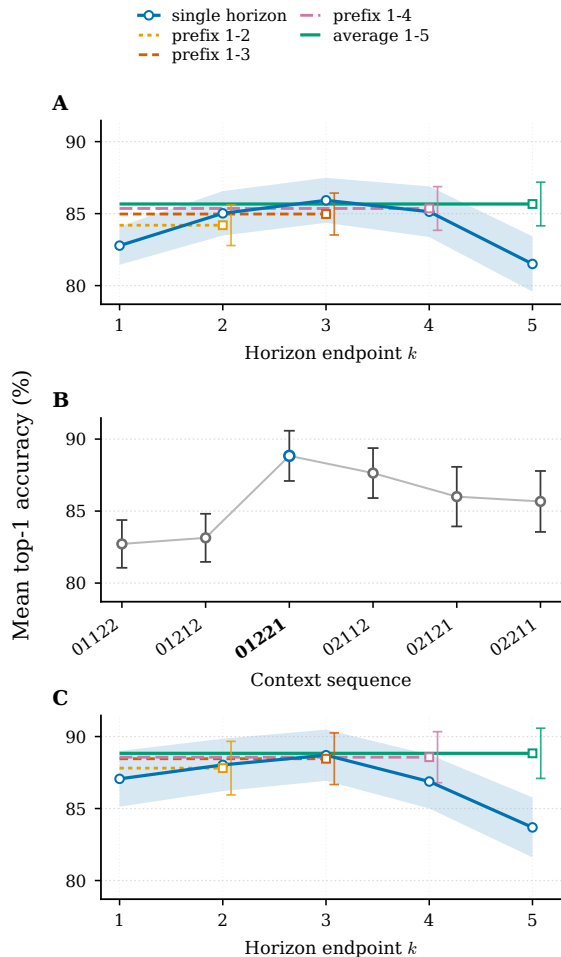 single horizon
prefix 1-2
prefix 1-3
prefix 1-4
average 1-5
A
90
85
80
1 2 3 4 5
Horizon endpoint k
Mean top-1 accuracy (%)
B
90
85
80
01122 01212 01221 02112 02121 02211
Context sequence
C
90
85
80
1 2 3 4 5
Horizon endpoint k